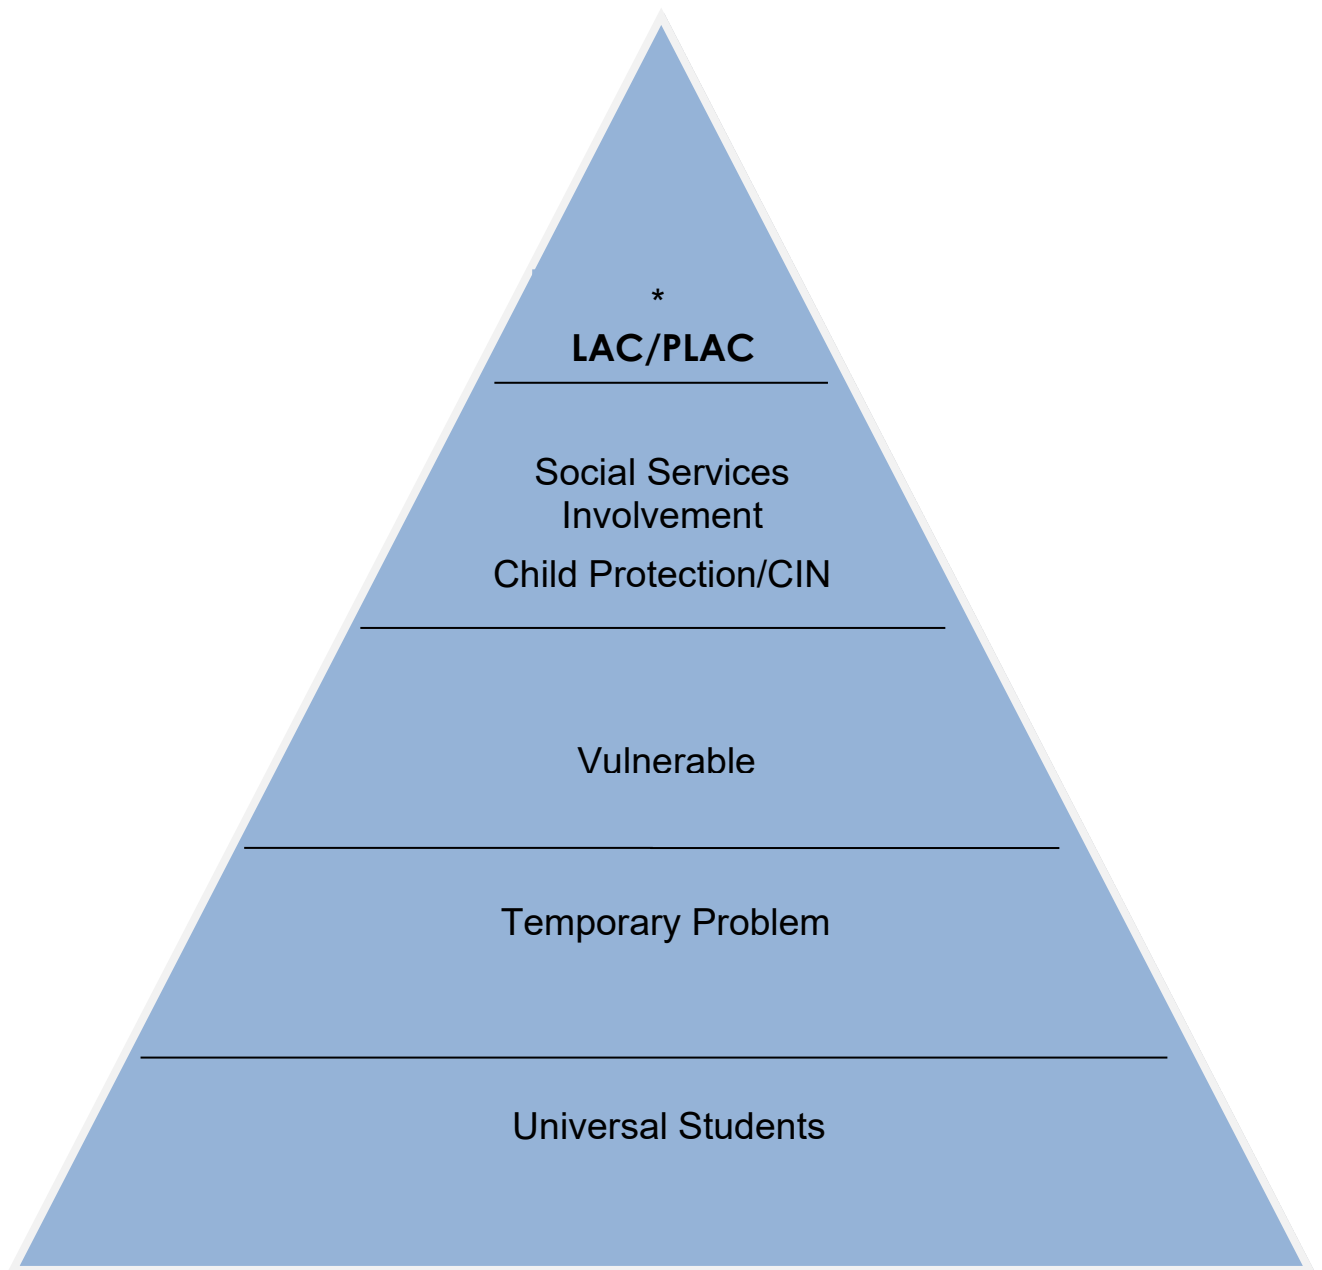 *
LAC/PLAC
Social Services
Involvement
Child Protection/CIN
Vulnerable
Temporary Problem
Universal Students